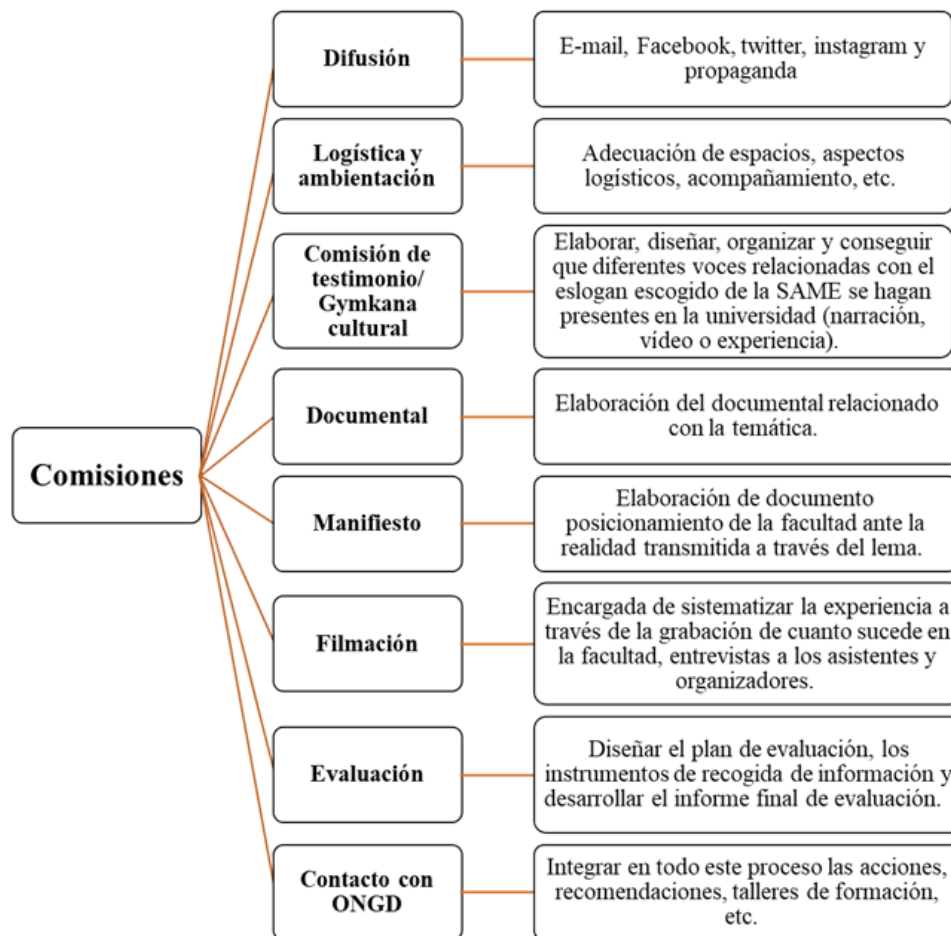 Comisiones
Difusión
E-mail, Facebook, twitter, instagram y
propaganda
Logística y
ambientación
Adecuación de espacios, aspectos
logísticos, acompañamiento, etc.
Comisión de
testimonio/
Gymkana
cultural
Elaborar, diseñar, organizar y conseguir
que diferentes voces relacionadas con el
eslogan escogido de la SAME se hagan
presentes en la universidad (narración,
vídeo o experiencia).
Documental
Elaboración del documental relacionado
con la temática.
Manifiesto
Elaboración de documento
posicionamiento de la facultad ante la
realidad transmitida a través del lema.
Filmación
Encargada de sistematizar la experiencia a
través de la grabación de cuanto sucede en
la facultad, entrevistas a los asistentes y
organizadores.
Evaluación
Diseñar el plan de evaluación, los
instrumentos de recogida de información y
desarrollar el informe final de evaluación.
Contacto con
ONGD
Integrar en todo este proceso las acciones,
recomendaciones, talleres de formación,
etc.